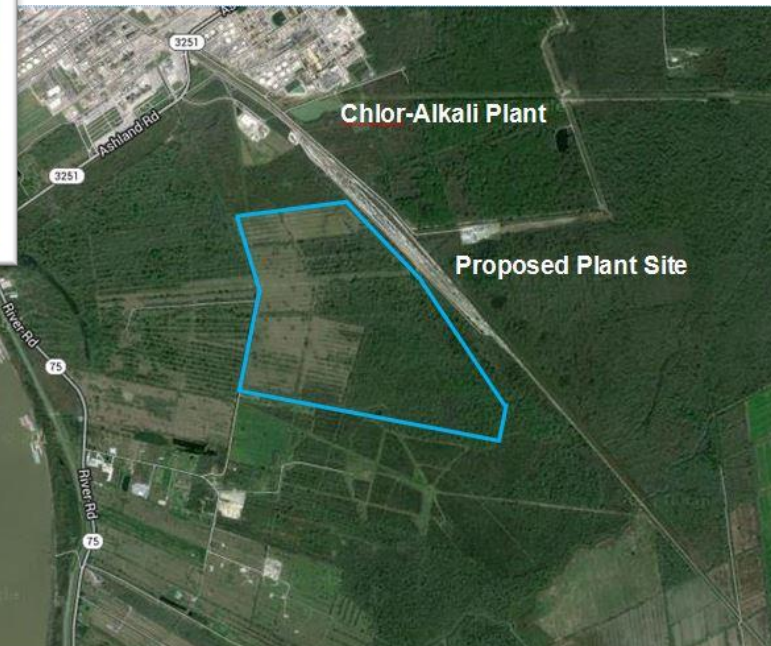 3251
Ashland Rd
3251
Chlor-Alkali Plant
Proposed Plant Site
River Rd
75
River Rd
75